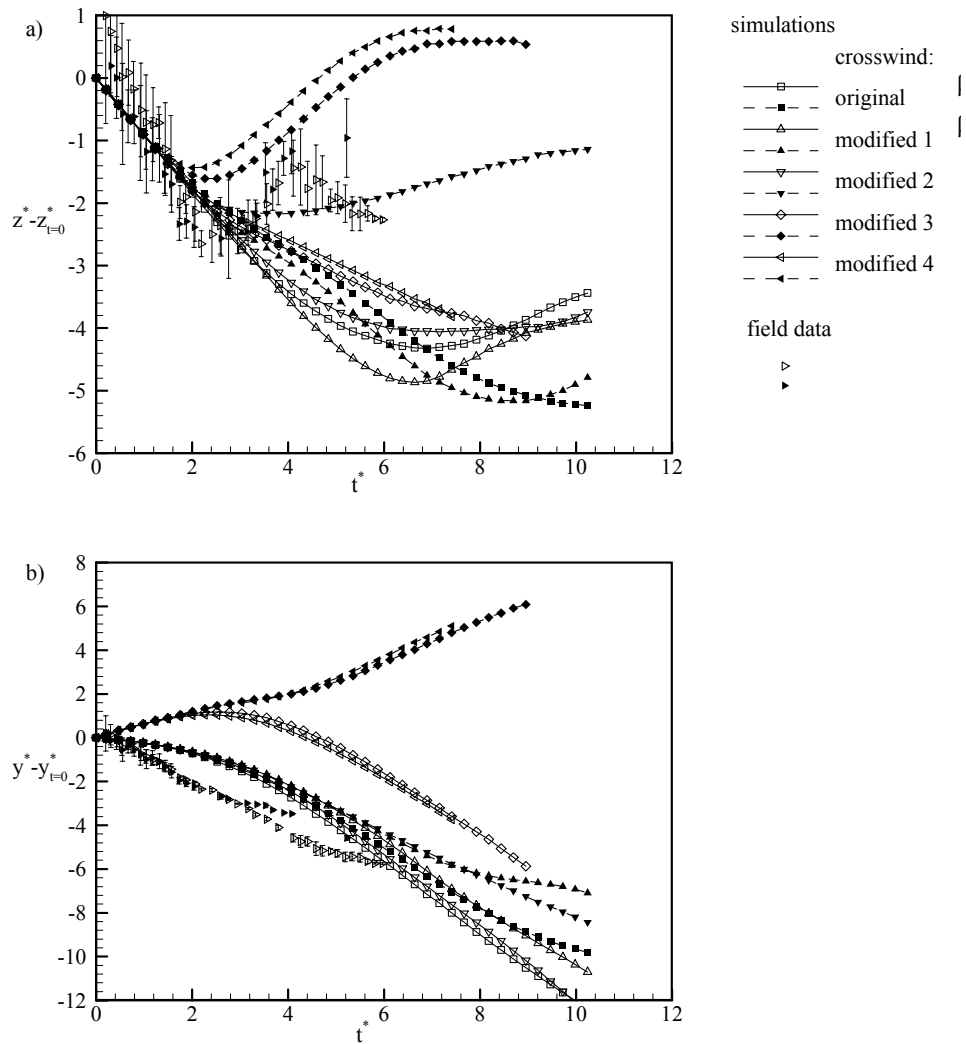 a)
1
0
-1
-2
-3
-4
-5
-6
z*-z*t=0
0 2 4 6 8 10 12
t*
simulations
crosswind:
original
modified 1
modified 2
modified 3
modified 4
field data
b)
8
6
4
2
0
-2
-4
-6
-8
-10
-12
y*-y*t=0
0 2 4 6 8 10 12
t*